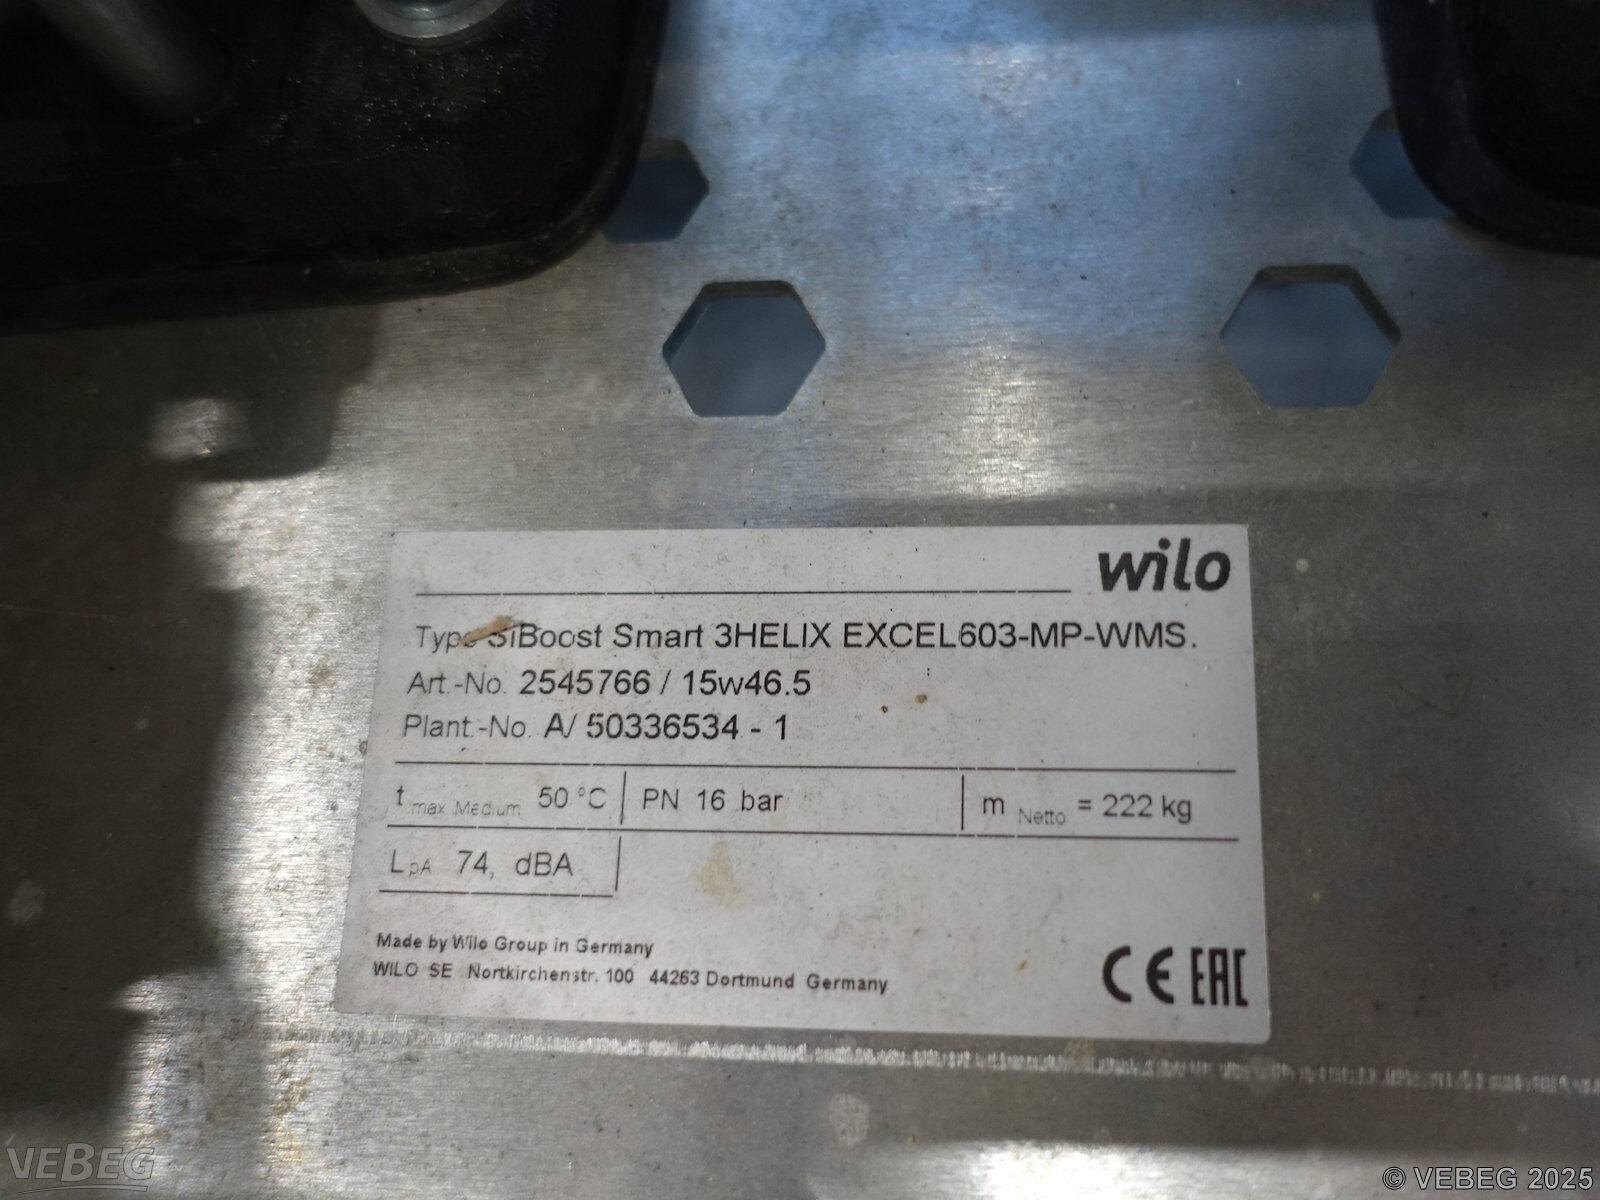 wilo
Type SiBoost Smart 3HELIX EXCEL603-MP-WMS.
Art.-No. 2545766 / 15w46.5
Plant.-No. A/ 50336534 - 1
t max Medium 50 °C PN 16 bar m Netto = 222 kg
LpA 74, dBA
Made by Wilo Group in Germany
WILO SE Nortkirchenstr. 100 44263 Dortmund Germany
CE EAC
VEBEG
© VEBEG 2025